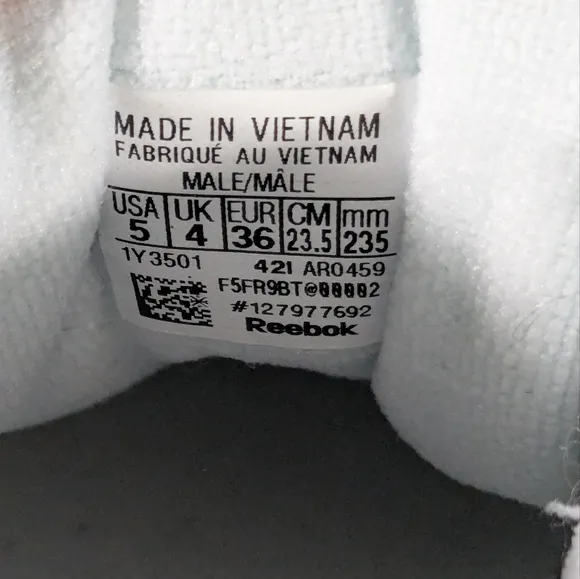 MADE IN VIETNAM
FABRIQUÉ AU VIETNAM
MALE/MÂLE
USA UK EUR CM mm
5 4 36 23.5 235
1Y3501 421 AR0459
F5FR9BT@00002
#127977692
Reebok